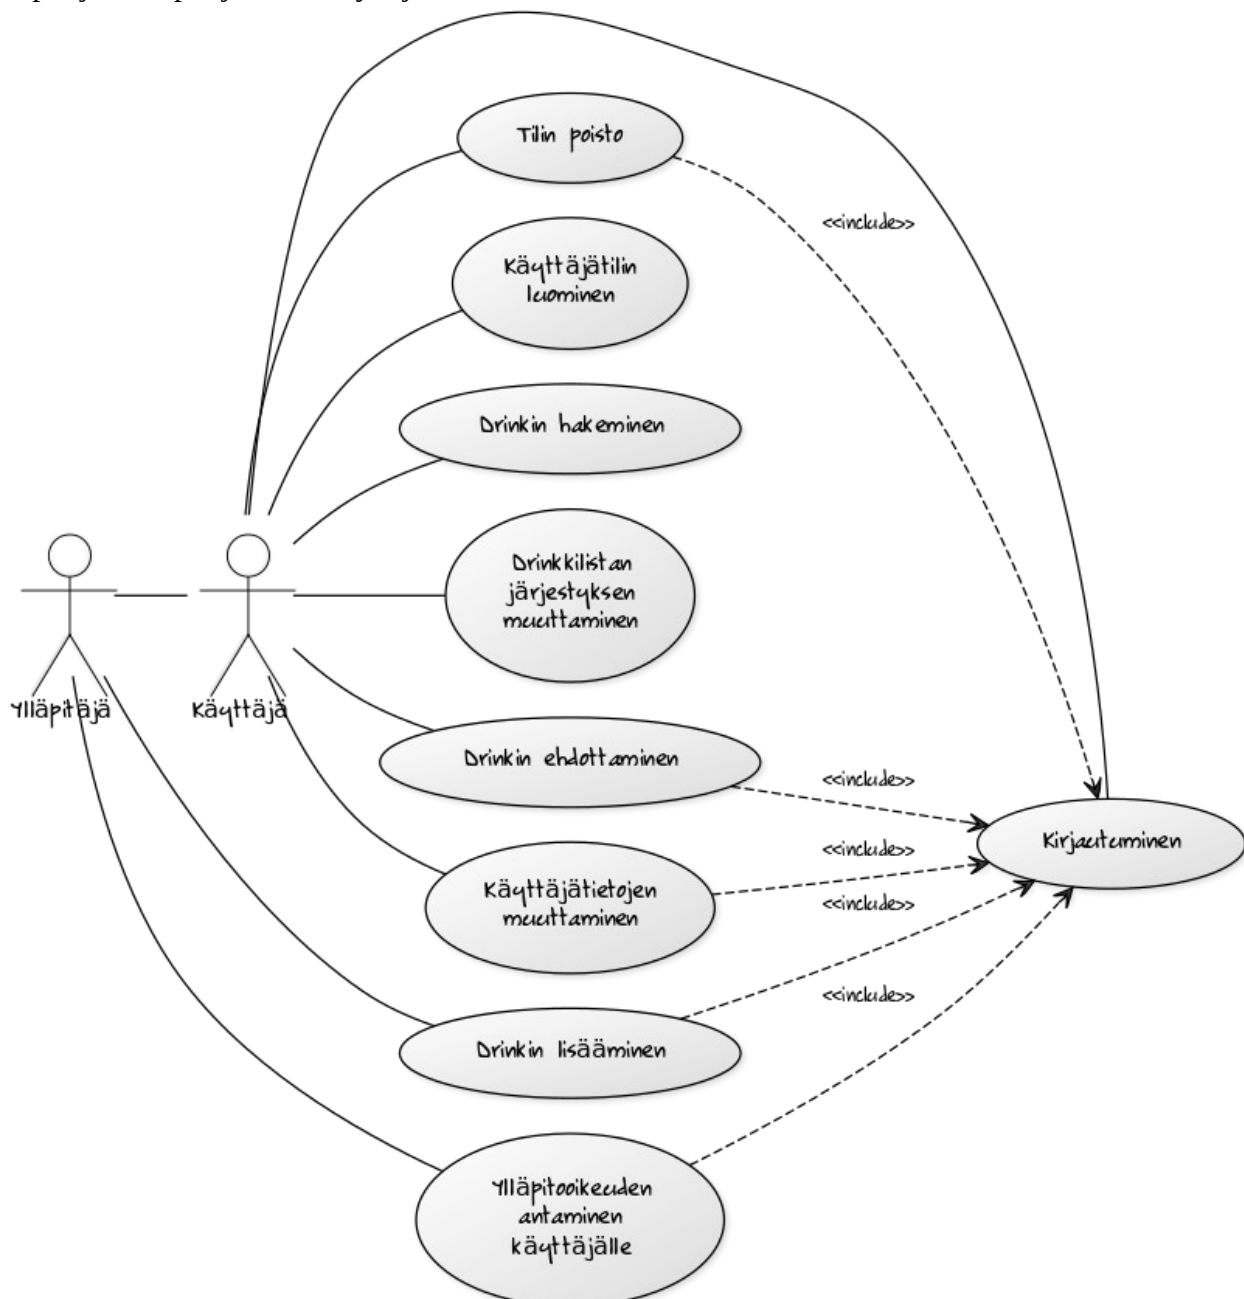 Tilin poisto
<<include>>
Käyttäjätilin
luominen
Drinkin hakeminen
Drinkkilistan
järjestyksen
muuttaminen
Ylläpitäjä
Käyttäjä
Drinkin ehdottaminen
<<include>>
Kirjautuminen
<<include>>
Käyttäjätietojen
muuttaminen
<<include>>
<<include>>
Drinkin lisääminen
Ylläpitooikeuden
antaminen
käyttäjälle